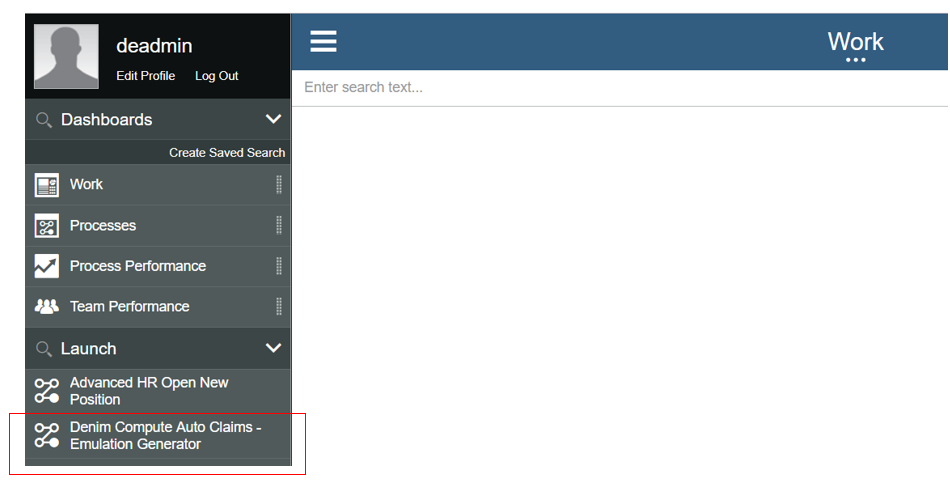 deadmin
Edit Profile Log Out
Work
Enter search text...
Dashboards
Create Saved Search
Work
Processes
Process Performance
Team Performance
Launch
Advanced HR Open New
Position
Denim Compute Auto Claims -
Emulation Generator